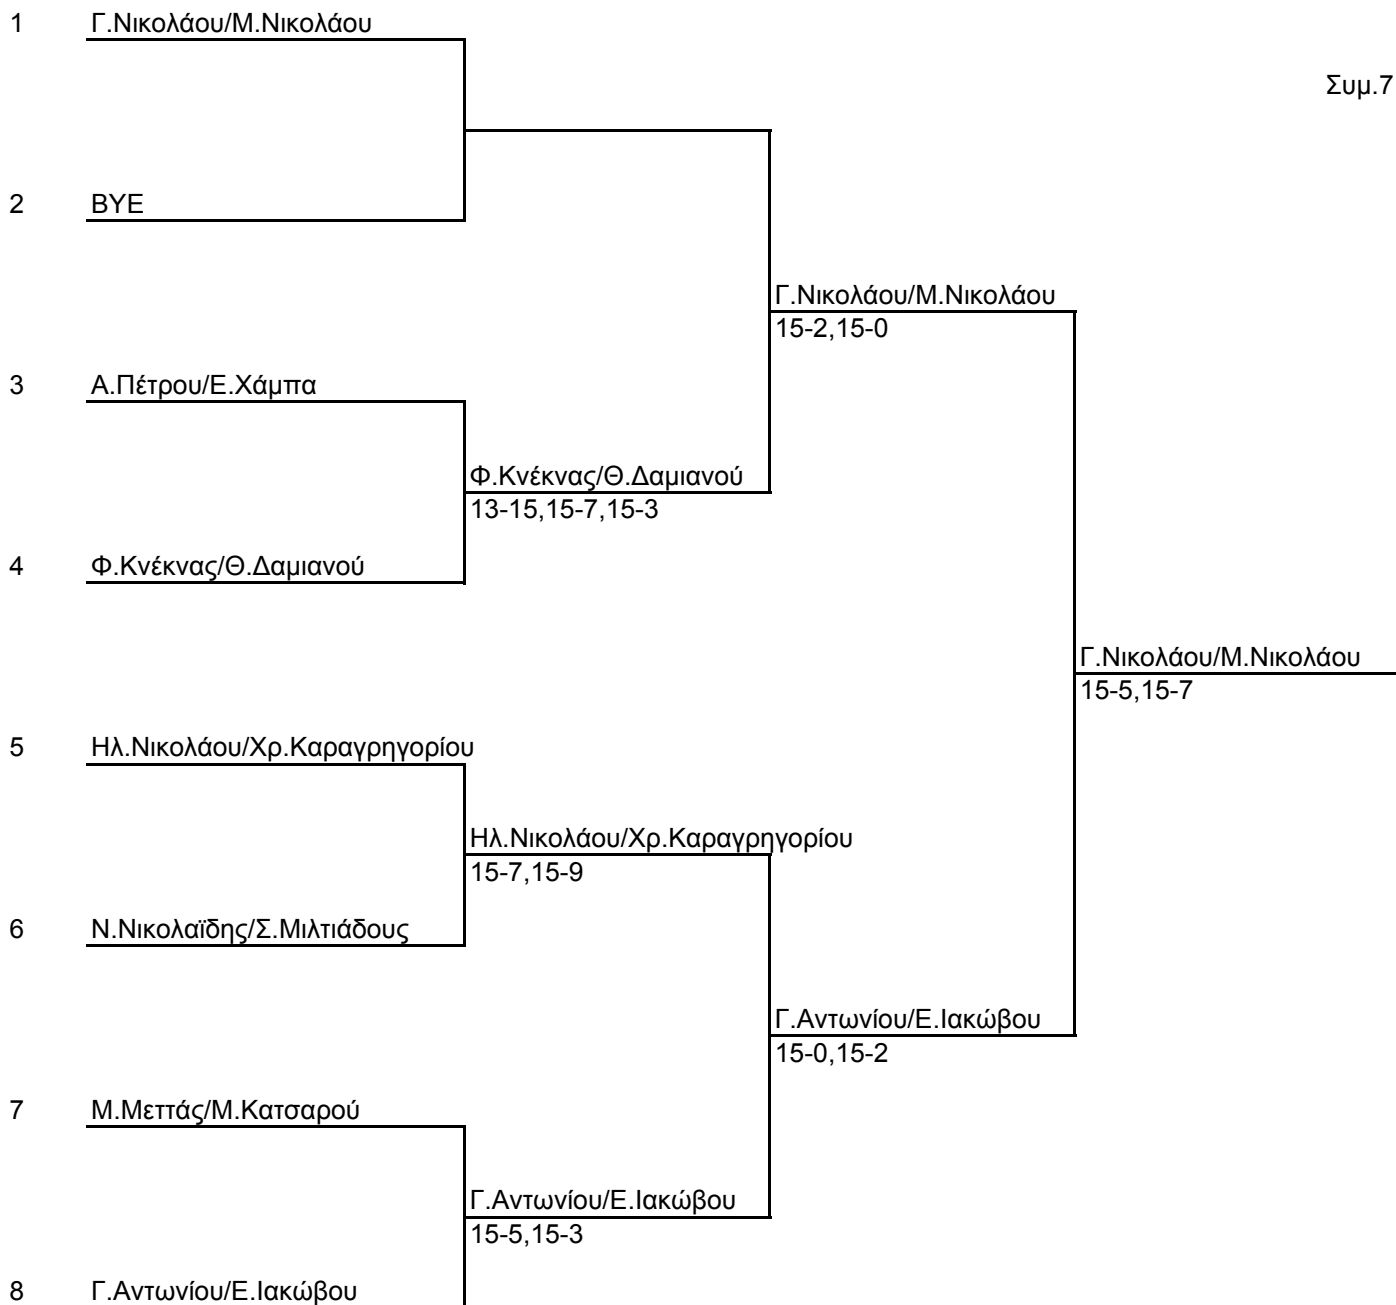 1 Γ.Νικολάου/Μ.Νικολάου
Συμ.7
2 BYE
Γ.Νικολάου/Μ.Νικολάου
15-2,15-0
3 Α.Πέτρου/Ε.Χάμπα
Φ.Κνέκνας/Θ.Δαμιανού
13-15,15-7,15-3
4 Φ.Κνέκνας/Θ.Δαμιανού
Γ.Νικολάου/Μ.Νικολάου
15-5,15-7
5 Ηλ.Νικολάου/Χρ.Καραγρηγορίου
Ηλ.Νικολάου/Χρ.Καραγρηγορίου
15-7,15-9
6 Ν.Νικολαϊδης/Σ.Μιλτιάδους
Γ.Αντωνίου/Ε.Ιακώβου
15-0,15-2
7 Μ.Μεττάς/Μ.Κατσαρού
Γ.Αντωνίου/Ε.Ιακώβου
15-5,15-3
8 Γ.Αντωνίου/Ε.Ιακώβου